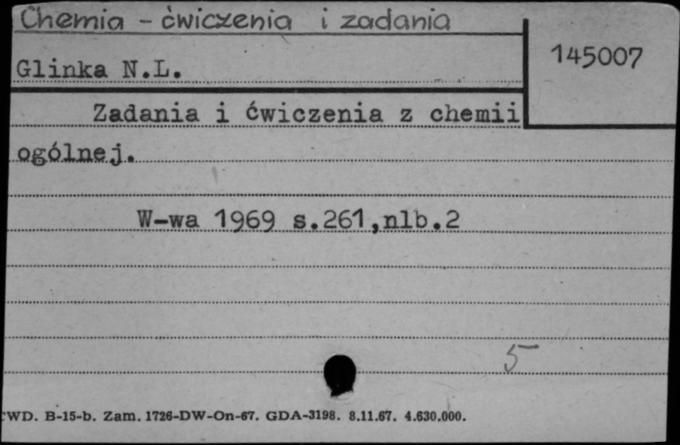 Chemia - ćwiczenia i zadania
145007
Glinka N.L.
Zadania i ćwiczenia z chemii
ogólnej.
W-wa 1969 s.261,nlb.2
5
WD. B-15-b. Zam. 1726-DW-On-67. GDA-3198. 8.11.67. 4.630.000.